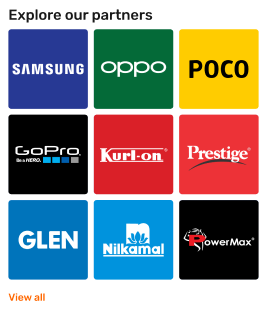 Explore our partners
SAMSUNG
oppo
POCO
GoPro
Be a HERO.
Kurl-on®
Prestige®
GLEN
Nilkamal
PowerMax®
View all